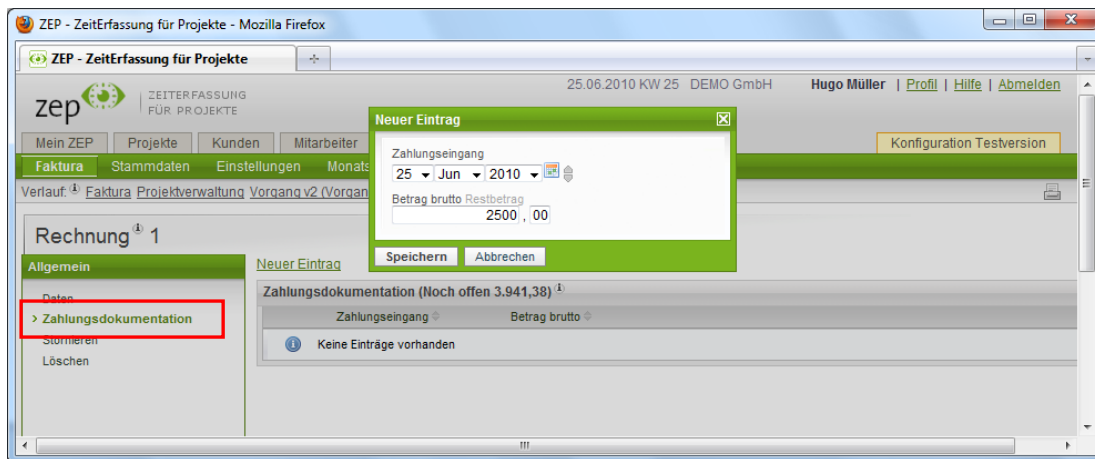 ZEP - ZeitErfassung für Projekte - Mozilla Firefox
ZEP - ZeitErfassung für Projekte
zep ZEITERFASSUNG FÜR PROJEKTE
25.06.2010 KW 25 DEMO GmbH Hugo Müller | Profil | Hilfe | Abmelden
Mein ZEP Projekte Kunden Mitarbeiter Konfiguration Testversion
Faktura Stammdaten Einstellungen Monats
Verlauf: Faktura Projektverwaltung Vorgang v2 (Vorgan
Neuer Eintrag
Zahlungseingang
25 Jun 2010
Betrag brutto Restbetrag
2500 , 00
Speichern Abbrechen
Rechnung 1
Allgemein
Daten
> Zahlungsdokumentation
Stornieren
Löschen
Neuer Eintrag
Zahlungsdokumentation (Noch offen 3.941,38)
Zahlungseingang Betrag brutto
Keine Einträge vorhanden